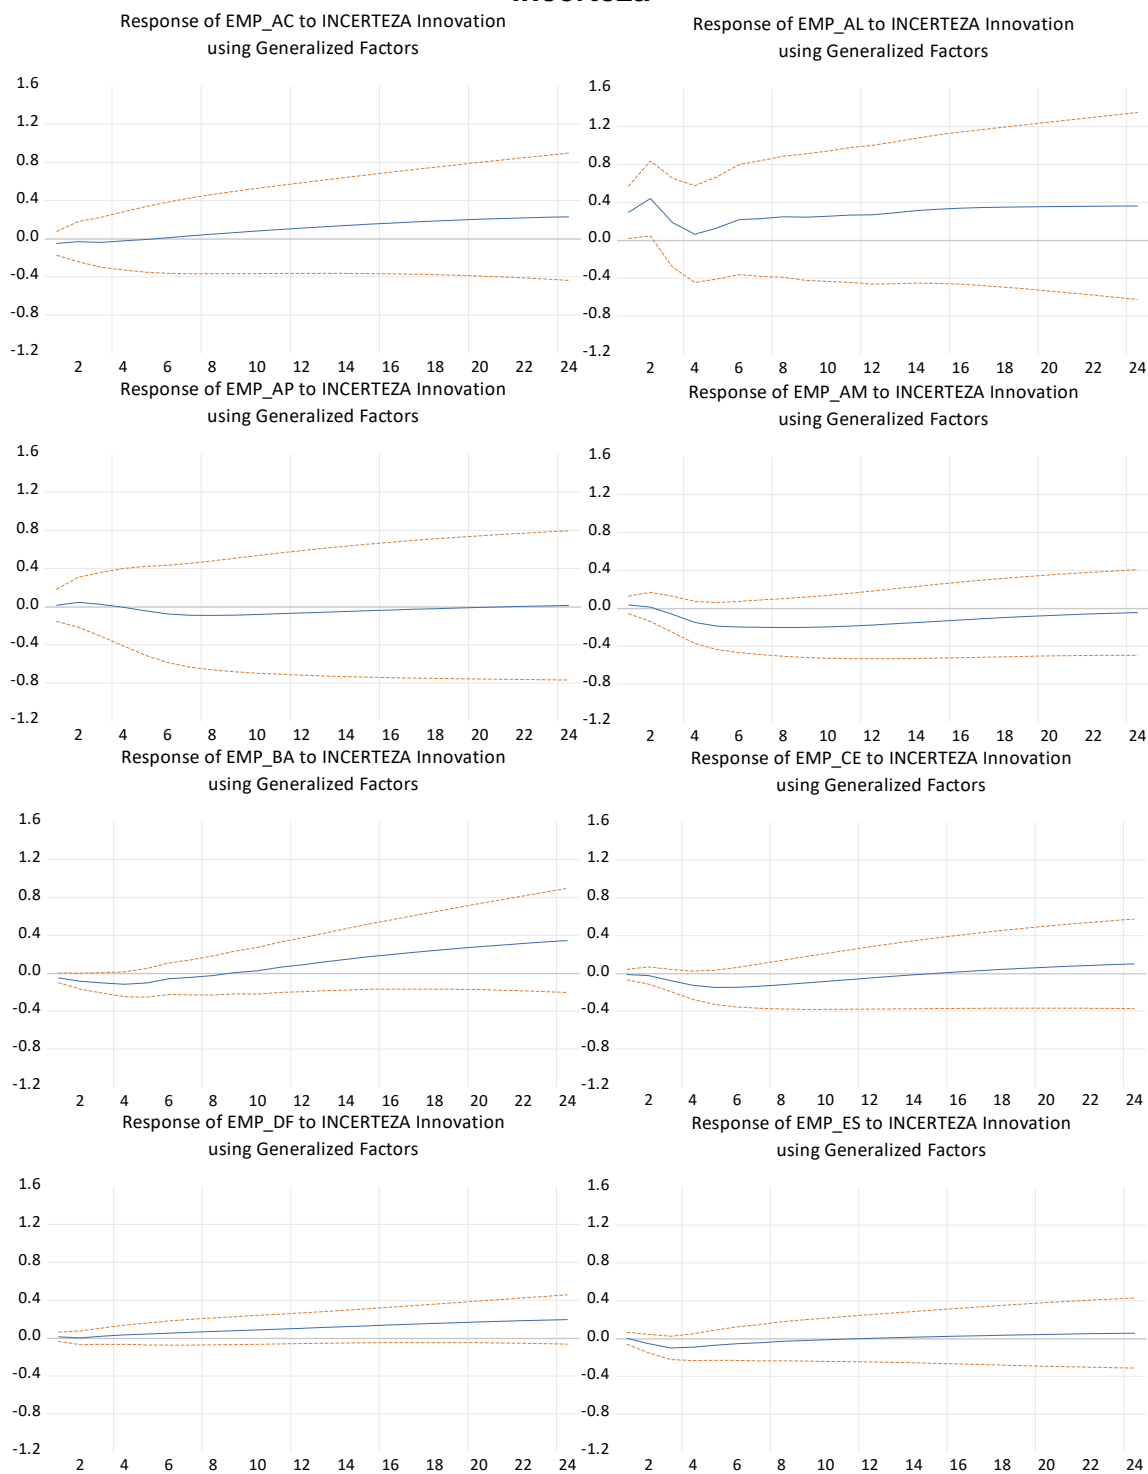 Incerteza
Response of EMP_AC to INCERTEZA Innovation
using Generalized Factors
1.6
1.2
0.8
0.4
0.0
-0.4
-0.8
-1.2
2 4 6 8 10 12 14 16 18 20 22 24
Response of EMP_AL to INCERTEZA Innovation
using Generalized Factors
1.6
1.2
0.8
0.4
0.0
-0.4
-0.8
-1.2
2 4 6 8 10 12 14 16 18 20 22 24
Response of EMP_AP to INCERTEZA Innovation
using Generalized Factors
1.6
1.2
0.8
0.4
0.0
-0.4
-0.8
-1.2
2 4 6 8 10 12 14 16 18 20 22 24
Response of EMP_AM to INCERTEZA Innovation
using Generalized Factors
1.6
1.2
0.8
0.4
0.0
-0.4
-0.8
-1.2
2 4 6 8 10 12 14 16 18 20 22 24
Response of EMP_BA to INCERTEZA Innovation
using Generalized Factors
1.6
1.2
0.8
0.4
0.0
-0.4
-0.8
-1.2
2 4 6 8 10 12 14 16 18 20 22 24
Response of EMP_CE to INCERTEZA Innovation
using Generalized Factors
1.6
1.2
0.8
0.4
0.0
-0.4
-0.8
-1.2
2 4 6 8 10 12 14 16 18 20 22 24
Response of EMP_DF to INCERTEZA Innovation
using Generalized Factors
1.6
1.2
0.8
0.4
0.0
-0.4
-0.8
-1.2
2 4 6 8 10 12 14 16 18 20 22 24
Response of EMP_ES to INCERTEZA Innovation
using Generalized Factors
1.6
1.2
0.8
0.4
0.0
-0.4
-0.8
-1.2
2 4 6 8 10 12 14 16 18 20 22 24